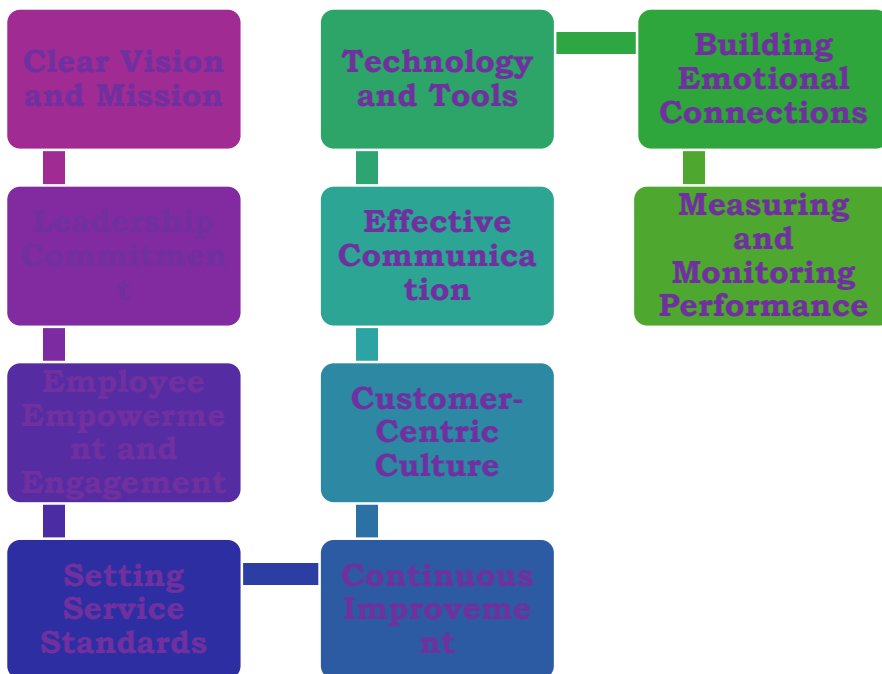 Clear Vision
and Mission
Leadership
Commitmen
t
Employee
Empowerme
nt and
Engagement
Setting
Service
Standards
Continuous
Improveme
nt
Customer-
Centric
Culture
Effective
Communica
tion
Technology
and Tools
Building
Emotional
Connections
Measuring
and
Monitoring
Performance